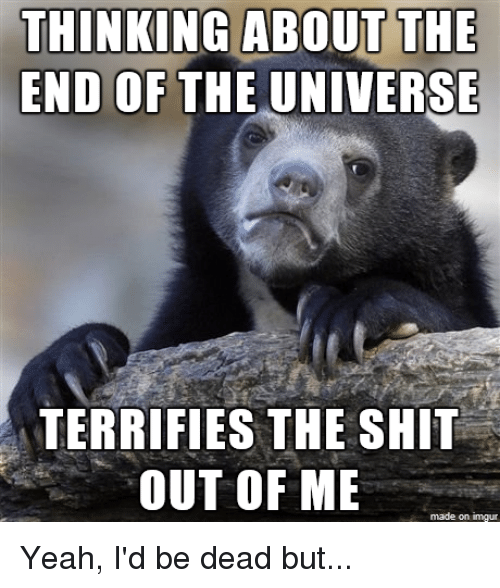 THINKING ABOUT THE
END OF THE UNIVERSE
TERRIFIES THE SHIT
OUT OF ME
made on imgur
Yeah, I'd be dead but...